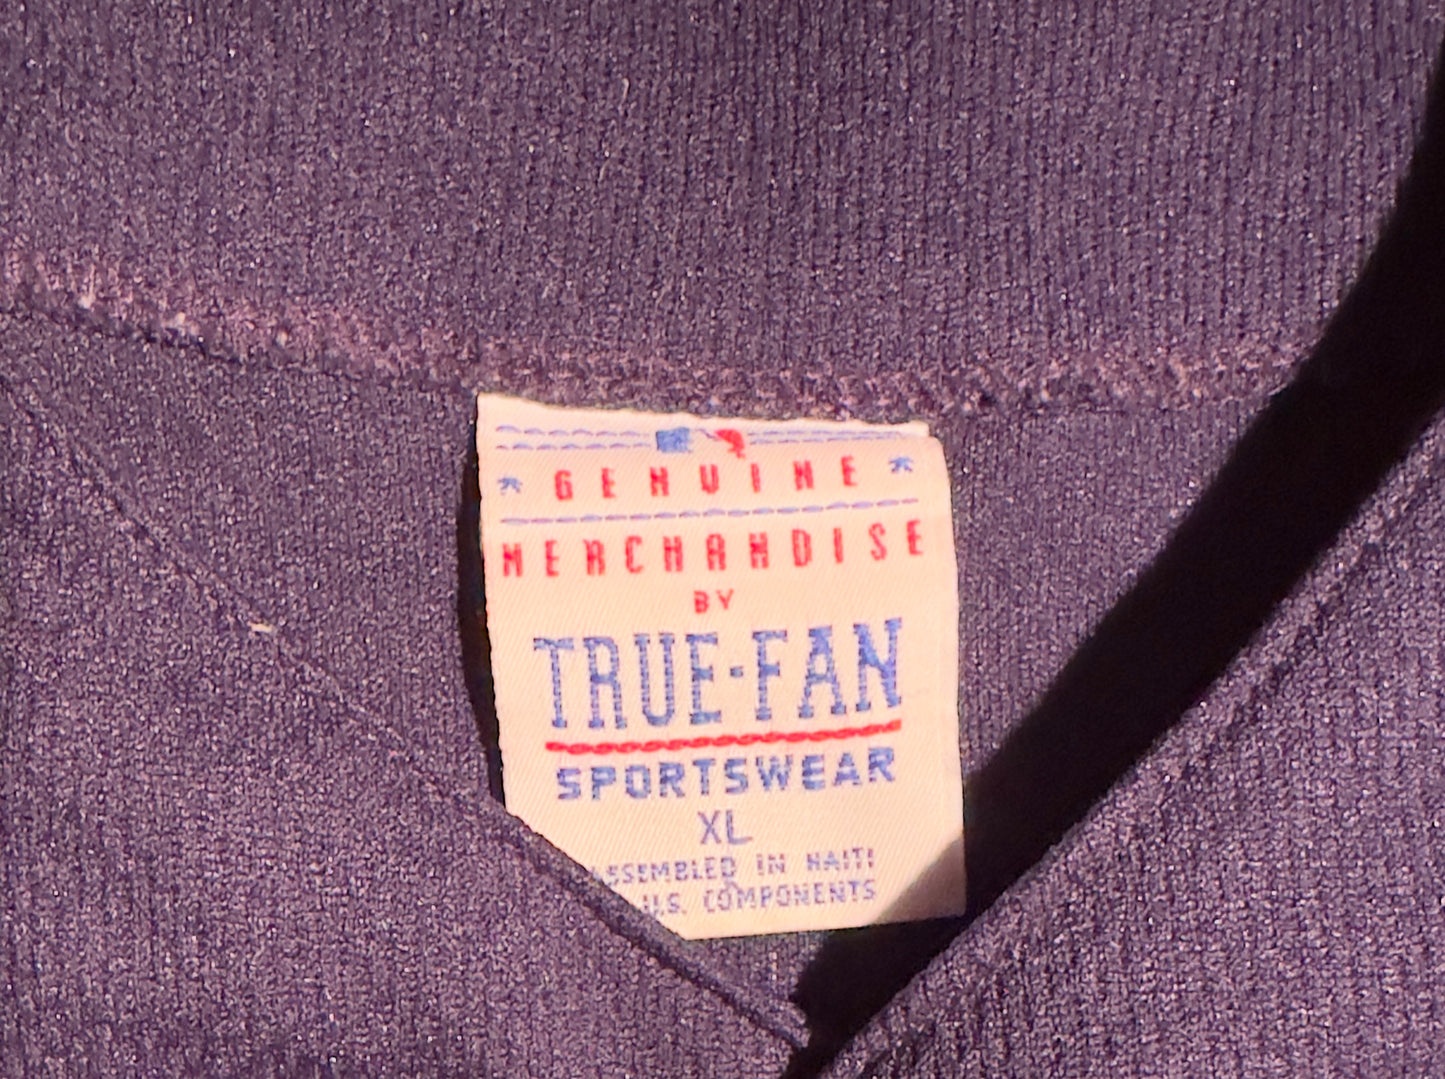 GENUINE
MERCHANDISE
BY
TRUE-FAN
SPORTSWEAR
XL
ASSEMBLED IN HAITI
U.S. COMPONENTS